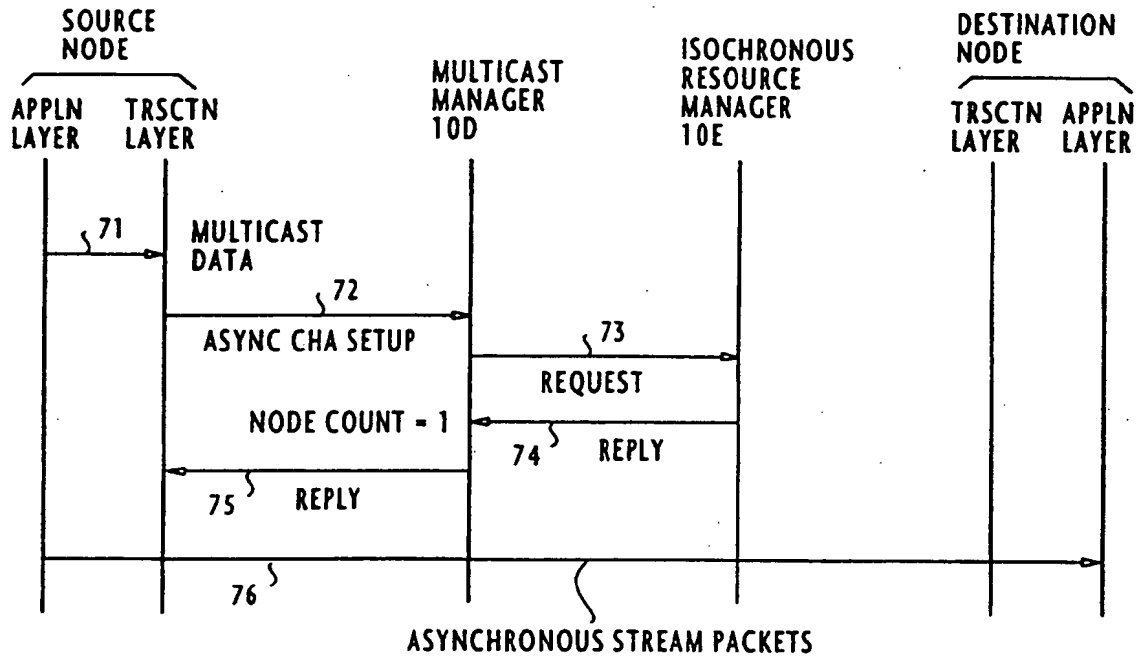 SOURCE
NODE
APPLN
LAYER
TRSCTN
LAYER
MULTICAST
MANAGER
10D
ISOCHRONOUS
RESOURCE
MANAGER
10E
DESTINATION
NODE
TRSCTN
LAYER
APPLN
LAYER
71
MULTICAST
DATA
72
ASYNC CHA SETUP
73
REQUEST
NODE COUNT = 1
74
REPLY
75
REPLY
76
ASYNCHRONOUS STREAM PACKETS